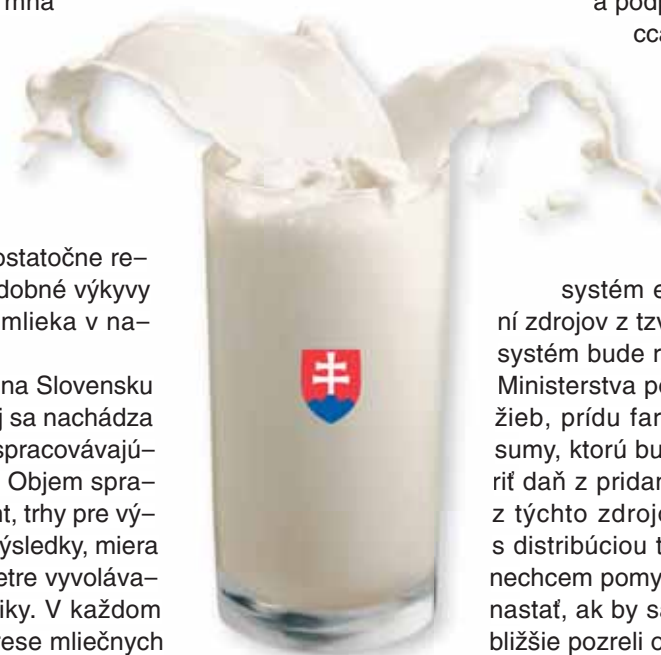 mňa
ostatočne re–
dobné výkyvy
mlieka v na–
na Slovensku
j sa nachádza
spracovávajú–
Objem spra–
nt, trhy pre vý–
ýsledky, miera
etre vyvoláva–
iky. V každom
rese mliečnych
a podp
cca
systém e
ní zdrojov z tzv
systém bude r
Ministerstva po
žieb, prídu far
sumy, ktorú bu
riť daň z pridan
z týchto zdrojo
s distribúciou t
nechcem pomy
nastať, ak by sa
bližšie pozreli o